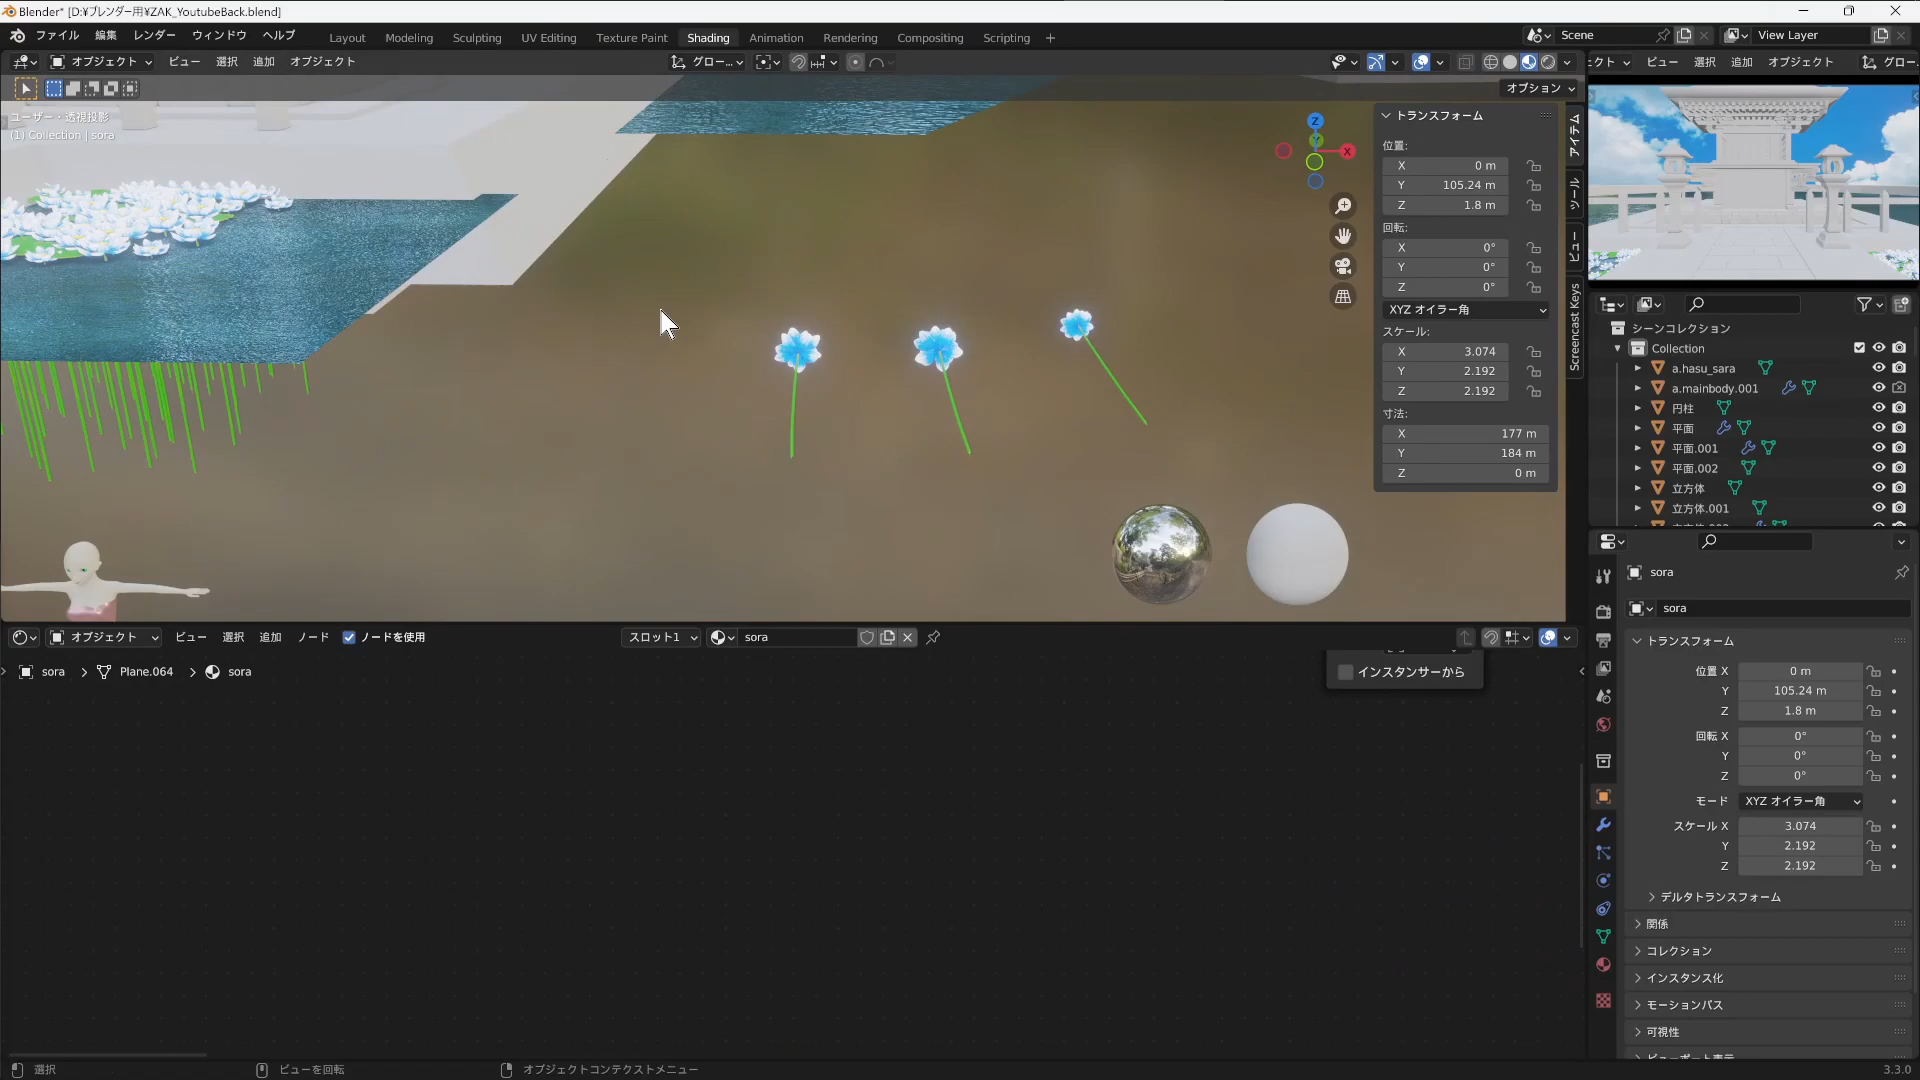 Blender* [D:¥ブレンダー用¥ZAK_YoutubeBack.blend]
ファイル 編集 レンダー ウィンドウ ヘルプ Layout Modeling Sculpting UV Editing Texture Paint Shading Animation Rendering Compositing Scripting + Scene View Layer
オブジェクト ビュー 選択 追加 オブジェクト グロー... クト ビュー 選択 追加 オブジェクト グロー
オプション
ユーザー・透視投影
(1) Collection | sora
Z
X
トランスフォーム
位置:
X 0 m
Y 105.24 m
Z 1.8 m
回転:
X 0°
Y 0°
Z 0°
XYZ オイラー角
スケール:
X 3.074
Y 2.192
Z 2.192
寸法:
X 177 m
Y 184 m
Z 0 m
アイテム
ツール
ビュー
Screencast Keys
シーンコレクション
Collection
a.hasu_sara
a.mainbody.001
円柱
平面
平面.001
平面.002
立方体
立方体.001
オブジェクト ビュー 選択 追加 ノード ノードを使用 スロット1 sora
sora > Plane.064 > sora
インスタンサーから
sora
sora
トランスフォーム
位置 X 0 m
Y 105.24 m
Z 1.8 m
回転 X 0°
Y 0°
Z 0°
モード XYZ オイラー角
スケール X 3.074
Y 2.192
Z 2.192
デルタトランスフォーム
関係
コレクション
インスタンス化
モーションパス
可視性
ビューポート表示
選択 ビューを回転 オブジェクトコンテクストメニュー 3.3.0